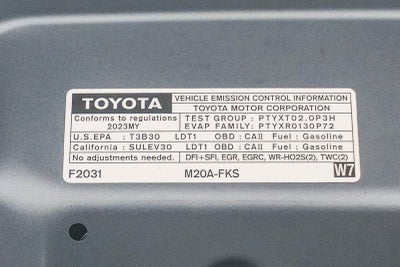 TOYOTA VEHICLE EMISSION CONTROL INFORMATION
TOYOTA MOTOR CORPORATION
Conforms to regulations TEST GROUP : PTYXT02.0P3H
2023MY EVAP FAMILY: PTYXR0130P72
U.S.EPA : T3B30 LDT1 OBD : CAII Fuel : Gasoline
California : SULEV30 LDT1 OBD : CAII Fuel : Gasoline
No adjustments needed. DFI+SFI, EGR, EGRC, WR-HO2S(2), TWC(2)
F2031 M20A-FKS W7